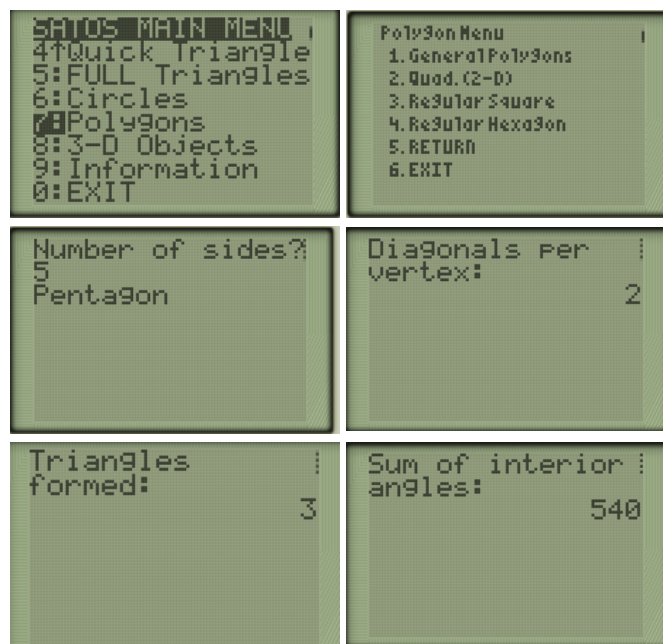 SATOS MAIN MENU
4↑Quick Triangle
5:FULL Triangles
6:Circles
7:Polygons
8:3-D Objects
9:Information
0:EXIT
Polygon Menu
1. General Polygons
2. Quad. (2-D)
3. Regular Square
4. Regular Hexagon
5. RETURN
6. EXIT
Number of sides?
5
Pentagon
Diagonals per
vertex:
2
Triangles
formed:
3
Sum of interior
angles:
540